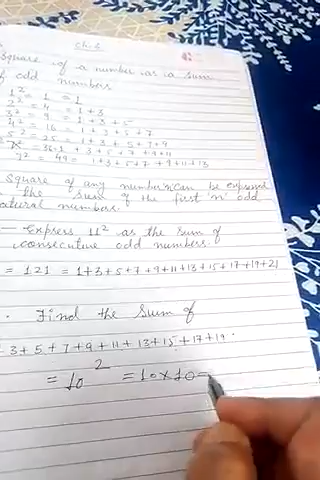 Ch. 6
Square of a number as a sum
of odd numbers
1² = 1 = 1
2² = 4 = 1+3
3² = 9 = 1+3+5
4² = 16 = 1+3+5+7
5² = 25 = 1+3+5+7+9
= 36 = 1+3+5+7+9+11
7² = 49 = 1+3+5+7+9+11+13
Square of any number 'n' can be expressed
the sum of the first 'n' odd
natural numbers.
— Express 11² as the sum of
consecutive odd numbers.
= 121 = 1+3+5+7+9+11+13+15+17+19+21
Find the sum of
3+5+7+9+11+13+15+17+19.
= 10² = 10×10=